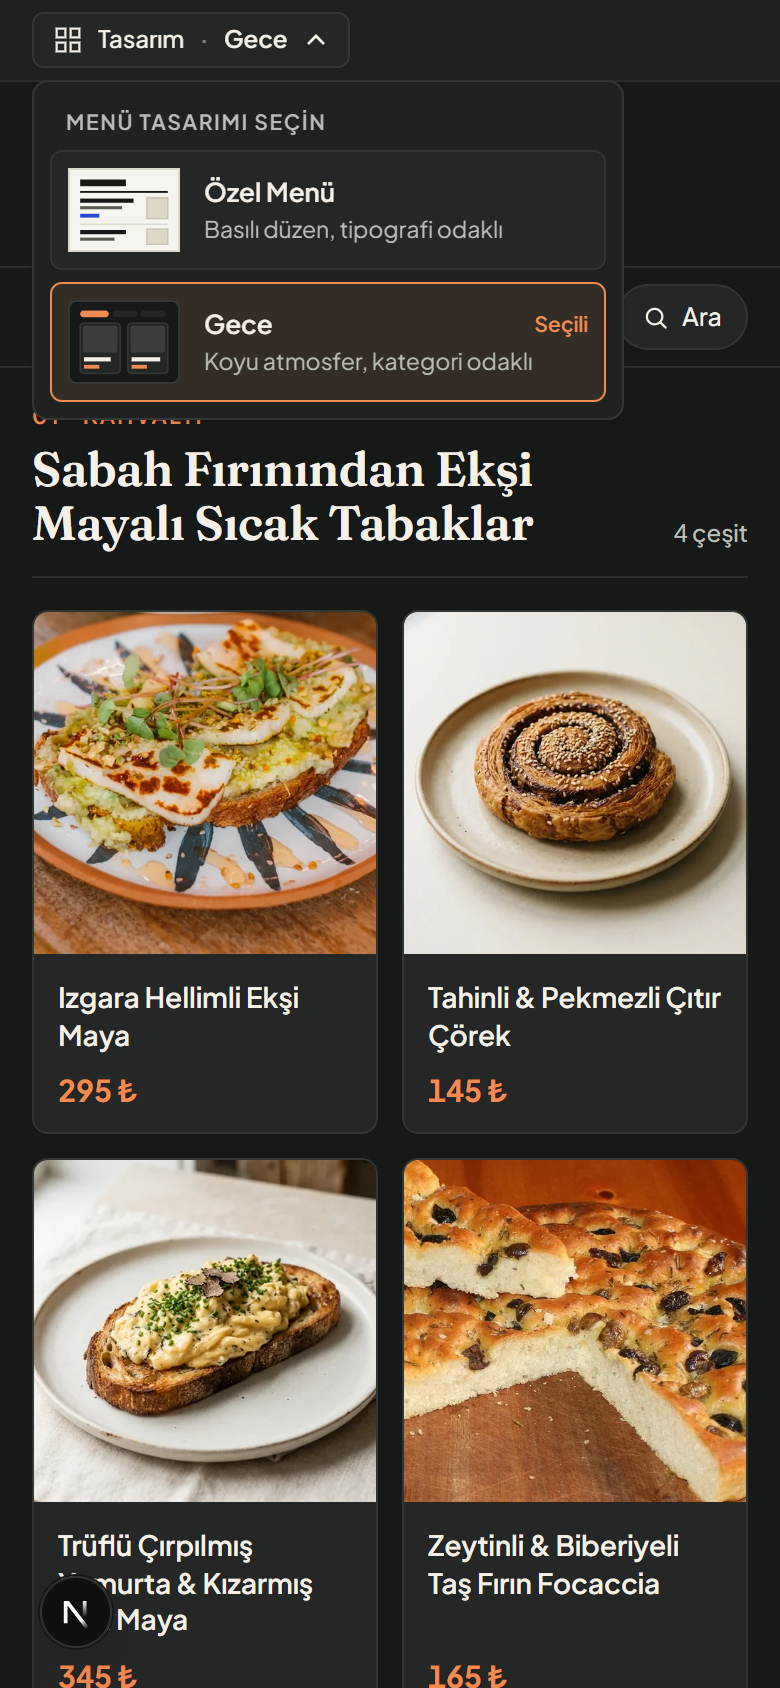 Tasarım · Gece
MENÜ TASARIMI SEÇİN
Özel Menü
Basılı düzen, tipografi odaklı
Gece
Seçili
Koyu atmosfer, kategori odaklı
Ara
Sabah Fırınından Ekşi
Mayalı Sıcak Tabaklar
4 çeşit
Izgara Hellimli Ekşi
Maya
295 ₺
Tahinli & Pekmezli Çıtır
Çörek
145 ₺
Trüflü Çırpılmış
& Kızarmış
Maya
345 ₺
Zeytinli & Biberiyeli
Taş Fırın Focaccia
165 ₺
N